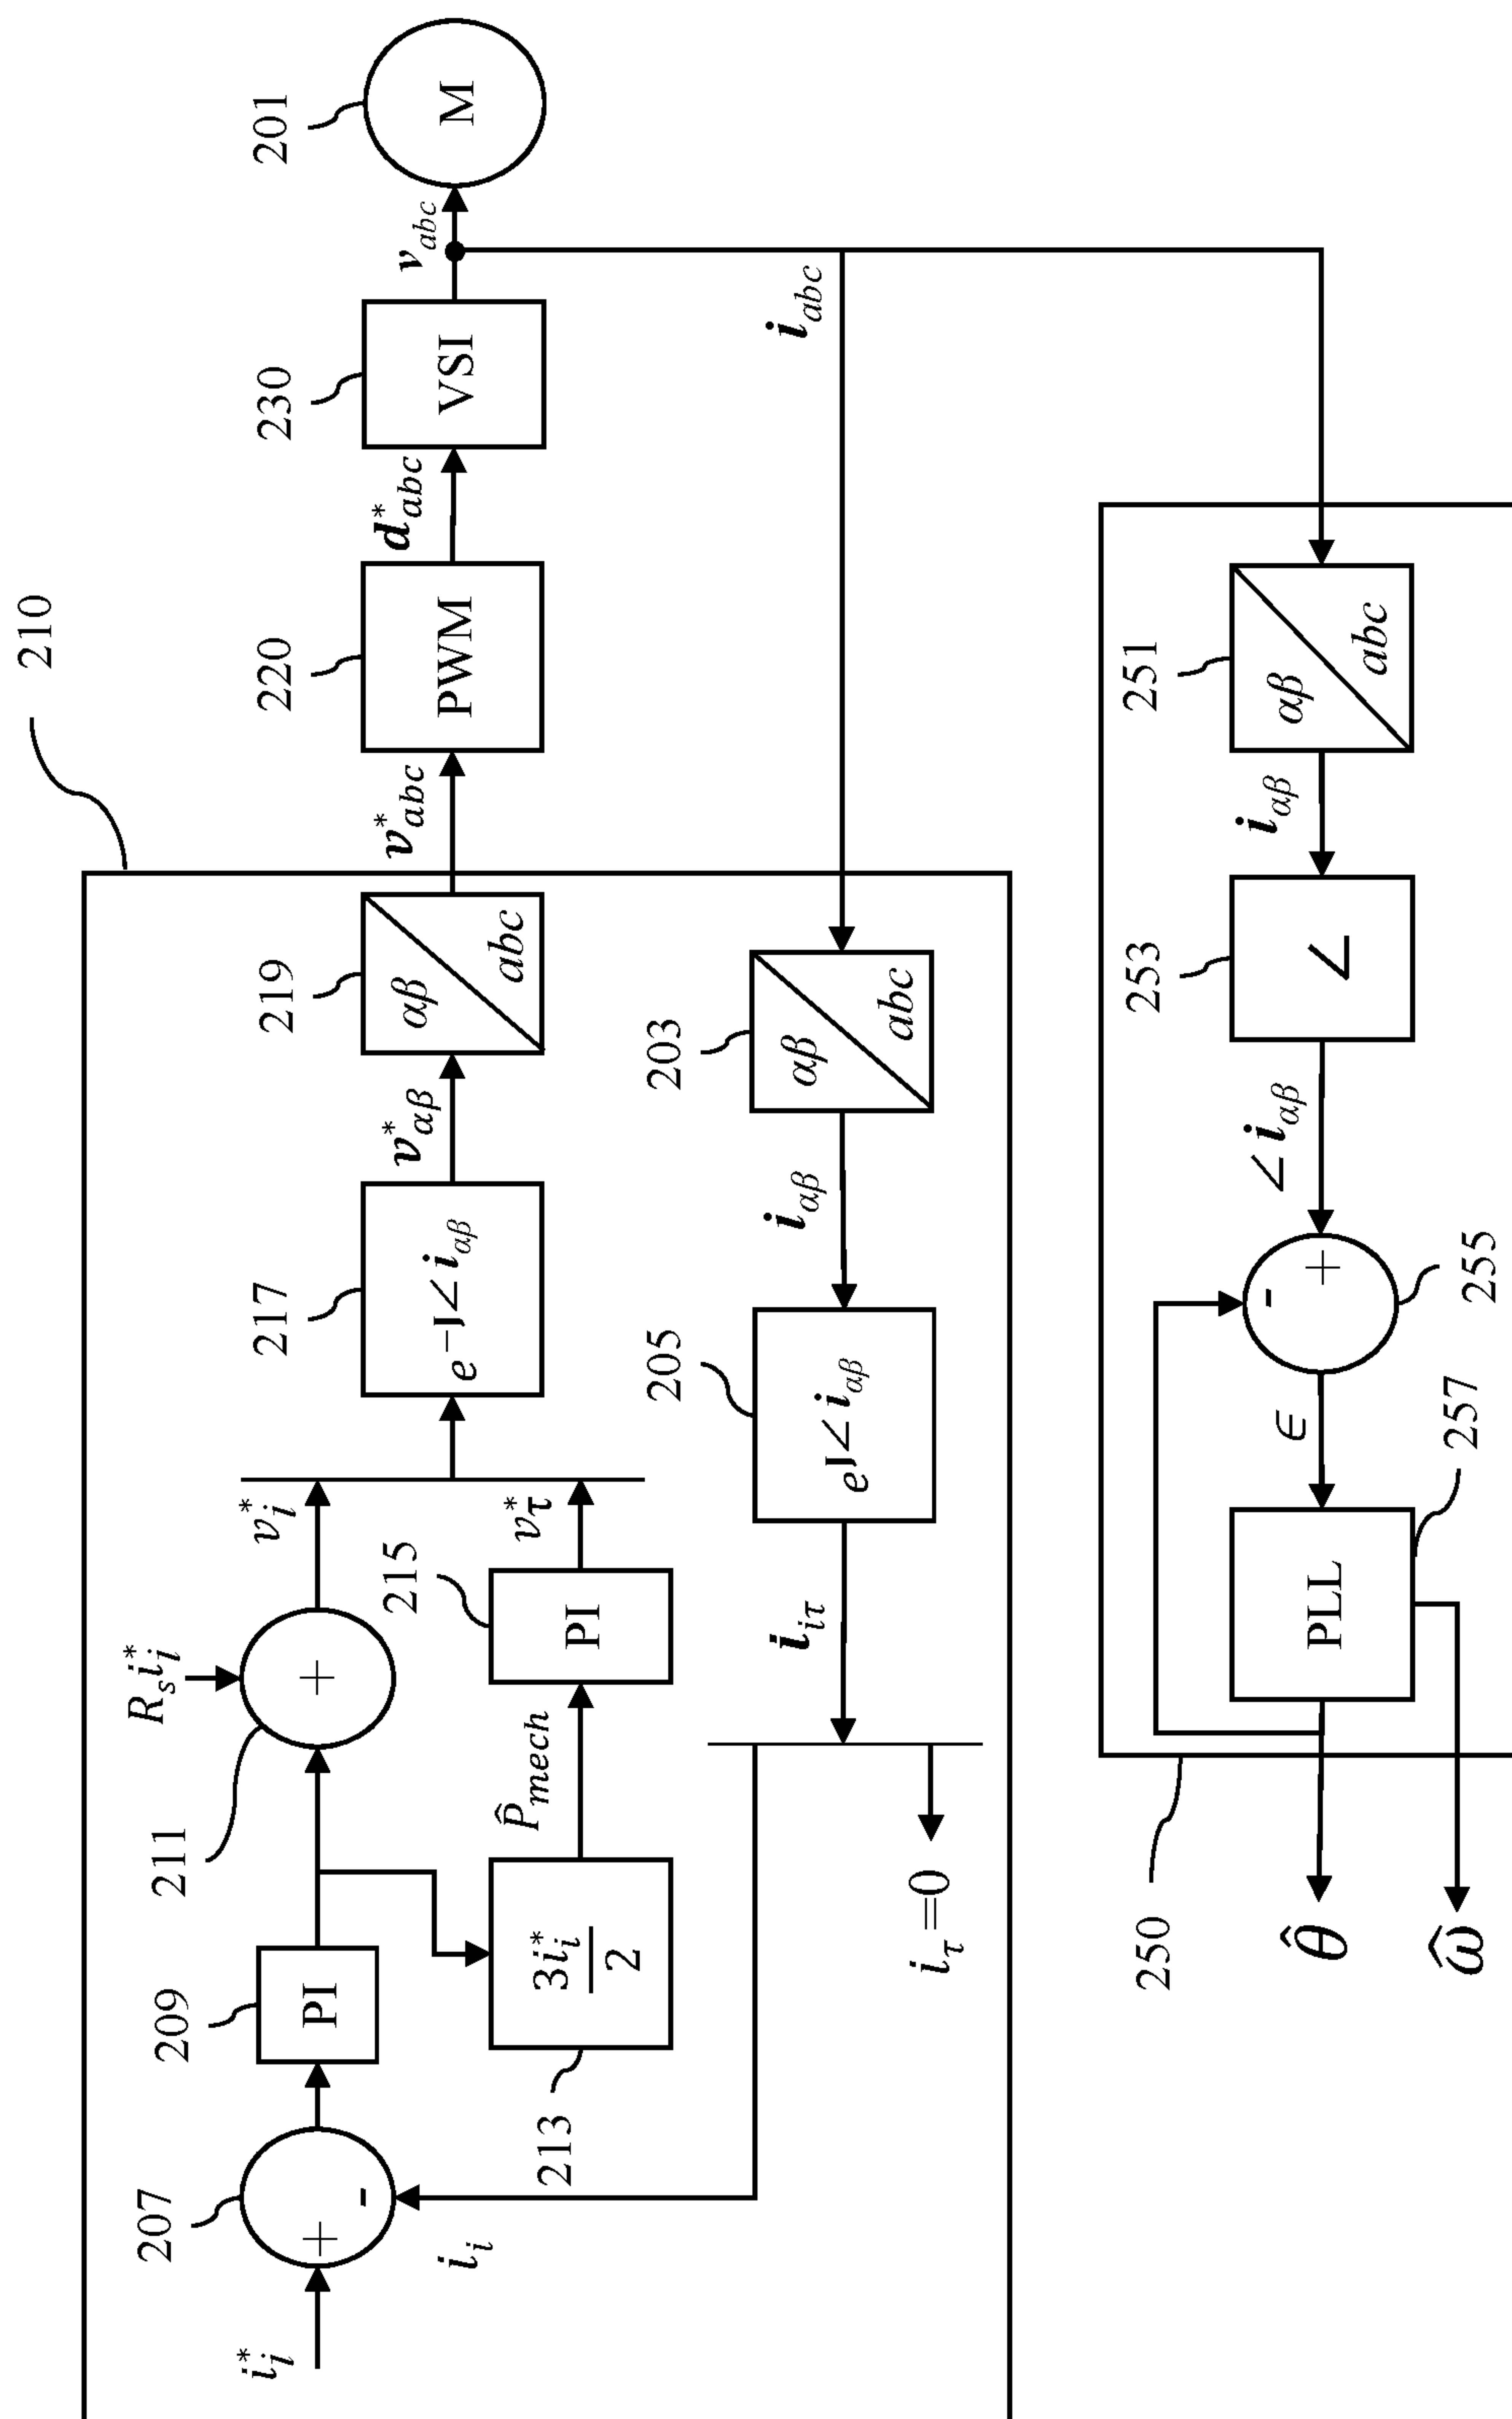 210
i*_i
+
-
207
i_i
PI
209
R_s i*_i
+
211
v*_i
3i*_i/2
213
P̂_mech
PI
215
v*_τ
e^{-J∠i_αβ}
217
v*_αβ
αβ
abc
219
v*_abc
PWM
220
d*_abc
VSI
230
v_abc
M
201
i_abc
αβ
abc
203
i_αβ
e^{J∠i_αβ}
205
i_iτ
i_τ=0
250
θ̂
ω̂
PLL
257
ϵ
-
+
255
∠i_αβ
∠
253
i_αβ
αβ
abc
251